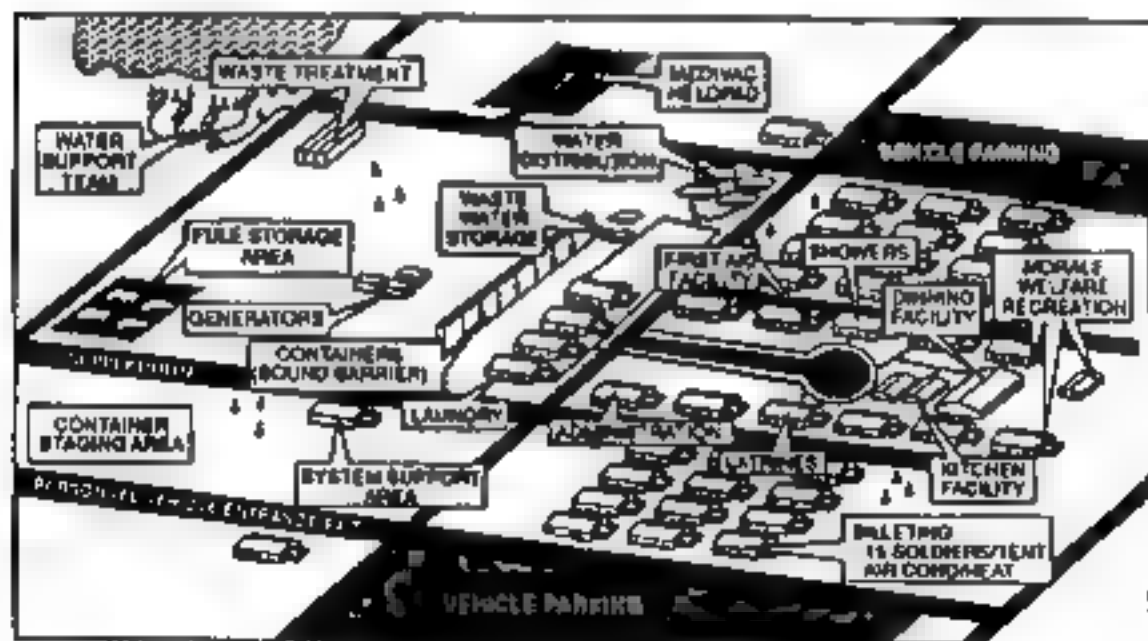 WASTE TREATMENT
MEDIVAC
HELIPAD
WATER
SUPPORT
TEAM
WATER
DISTRIBUTION
VEHICLE PARKING
WASTE
WATER
STORAGE
FULE STORAGE
AREA
FIRST AID
FACILITY
SHOWERS
MORALE
WELFARE
RECREATION
DINING
FACILITY
GENERATORS
CONTAINERS
(SOUND BARRIER)
CONTAINER
STAGING AREA
LAUNDRY
LATRINES
SYSTEM SUPPORT
AREA
KITCHEN
FACILITY
BILLETING
SOLDIERS/TENT
AIR COND/HEAT
VEHICLE PARKING